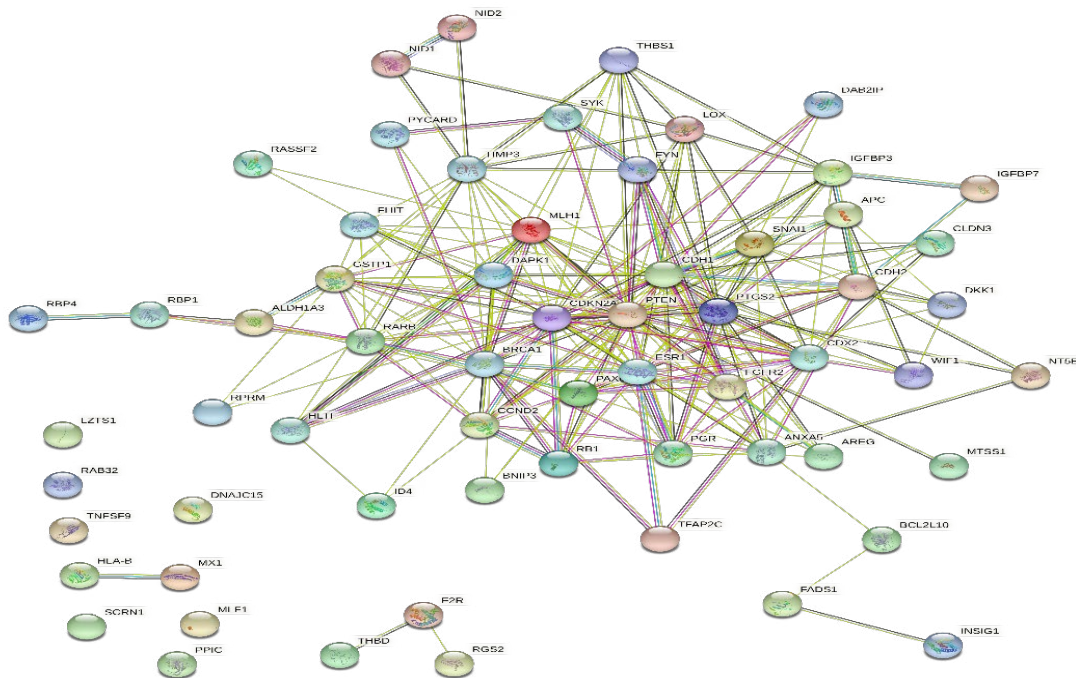 NID2
NID1
THBS1
DAB2IP
SYK
LOX
PYCARD
RASSF2
TIMP3
FYN
IGFBP3
IGFBP7
FHIT
MLH1
APC
SNAI1
CLDN3
GSTP1
DAPK1
CDH1
CDH2
RBP4
RBP1
ALDH1A3
CDKN2A
PTEN
PTGS2
DKK1
RARB
BRCA1
ESR1
CDX2
WIF1
RPRM
PAX
FGFR2
HLTF
CCND2
LZTS1
RB1
PGR
ANXA5
AREG
MTSS1
RAB32
BNIP3
ID4
DNAJC15
TNFSF9
TFAP2C
BCL2L10
HLA-B
MX1
FADS1
SCRN1
MLF1
F2R
PPIC
THBD
RGS2
INSIG1